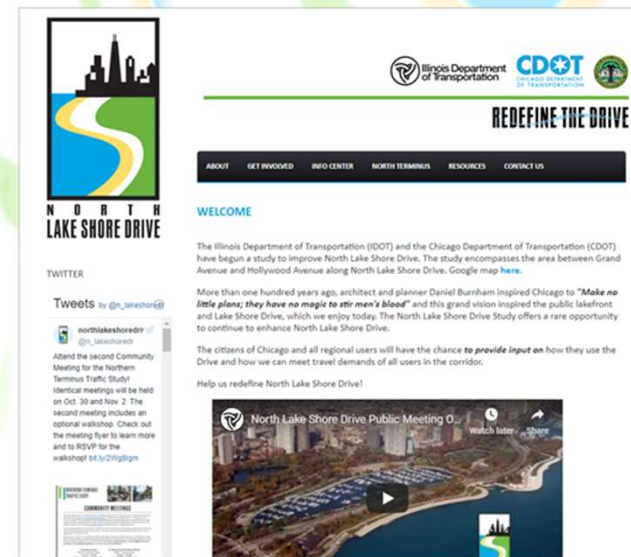 NORTH
LAKE SHORE DRIVE
TWITTER
Tweets by @n_lakeshoredr
northlakeshoredr
@n_lakeshoredr
Attend the second Community
Meeting for the Northern
Terminus Traffic Study!
Identical meetings will be held
on Oct. 30 and Nov. 2. The
second meeting includes an
optional walkshop. Check out
the meeting flyer to learn more
and to RSVP for the
walkshop!
COMMUNITY MEETINGS
Illinois Department
of Transportation
CDOT
CHICAGO DEPARTMENT
OF TRANSPORTATION
REDEFINE THE DRIVE
ABOUT GET INVOLVED INFO CENTER NORTH TERMINUS RESOURCES CONTACT US
WELCOME
The Illinois Department of Transportation (IDOT) and the Chicago Department of Transportation (CDOT)
have begun a study to improve North Lake Shore Drive. The study encompasses the area between Grand
Avenue and Hollywood Avenue along North Lake Shore Drive. Google map here.
More than one hundred years ago, architect and planner Daniel Burnham inspired Chicago to "Make no
little plans; they have no magic to stir men's blood" and this grand vision inspired the public lakefront
and Lake Shore Drive, which we enjoy today. The North Lake Shore Drive Study offers a rare opportunity
to continue to enhance North Lake Shore Drive.
The citizens of Chicago and all regional users will have the chance to provide input on how they use the
Drive and how we can meet travel demands of all users in the corridor.
Help us redefine North Lake Shore Drive!
North Lake Shore Drive Public Meeting O...
Watch later Share